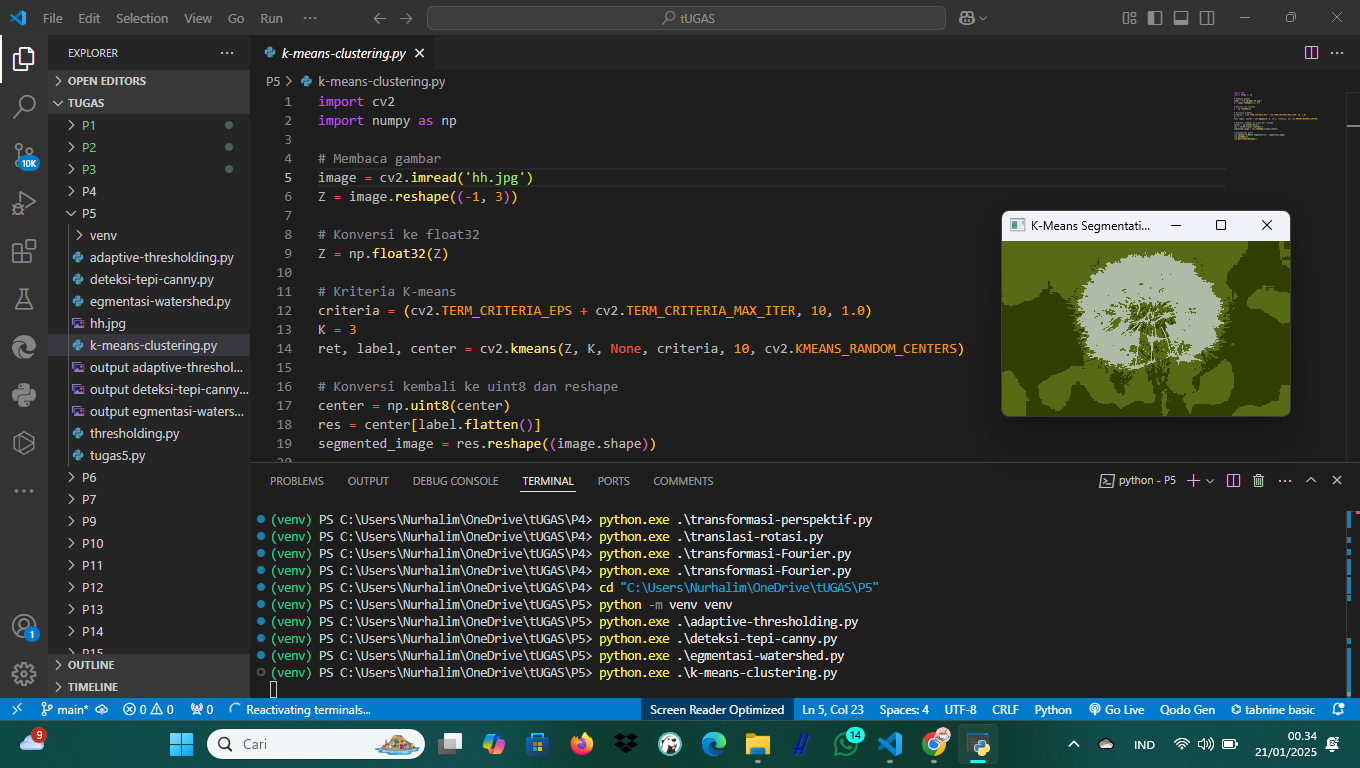 File Edit Selection View Go Run ··· tUGAS
EXPLORER ···
OPEN EDITORS
TUGAS
P1
P2
P3
P4
P5
venv
adaptive-thresholding.py
deteksi-tepi-canny.py
egmentasi-watershed.py
hh.jpg
k-means-clustering.py
output adaptive-threshol...
output deteksi-tepi-canny...
output egmentasi-waters...
thresholding.py
tugas5.py
P6
P7
P9
P10
P11
P12
P13
P14
P15
OUTLINE
TIMELINE
10K
1
k-means-clustering.py
P5 > k-means-clustering.py
1 import cv2
2 import numpy as np
3
4 # Membaca gambar
5 image = cv2.imread('hh.jpg')
6 Z = image.reshape((-1, 3))
7
8 # Konversi ke float32
9 Z = np.float32(Z)
10
11 # Kriteria K-means
12 criteria = (cv2.TERM_CRITERIA_EPS + cv2.TERM_CRITERIA_MAX_ITER, 10, 1.0)
13 K = 3
14 ret, label, center = cv2.kmeans(Z, K, None, criteria, 10, cv2.KMEANS_RANDOM_CENTERS)
15
16 # Konversi kembali ke uint8 dan reshape
17 center = np.uint8(center)
18 res = center[label.flatten()]
19 segmented_image = res.reshape((image.shape))
20
K-Means Segmentati...
PROBLEMS OUTPUT DEBUG CONSOLE TERMINAL PORTS COMMENTS python - P5
(venv) PS C:\Users\Nurhalim\OneDrive\tUGAS\P4> python.exe .\transformasi-perspektif.py
(venv) PS C:\Users\Nurhalim\OneDrive\tUGAS\P4> python.exe .\translasi-rotasi.py
(venv) PS C:\Users\Nurhalim\OneDrive\tUGAS\P4> python.exe .\transformasi-Fourier.py
(venv) PS C:\Users\Nurhalim\OneDrive\tUGAS\P4> python.exe .\transformasi-Fourier.py
(venv) PS C:\Users\Nurhalim\OneDrive\tUGAS\P4> cd "C:\Users\Nurhalim\OneDrive\tUGAS\P5"
(venv) PS C:\Users\Nurhalim\OneDrive\tUGAS\P5> python -m venv venv
(venv) PS C:\Users\Nurhalim\OneDrive\tUGAS\P5> python.exe .\adaptive-thresholding.py
(venv) PS C:\Users\Nurhalim\OneDrive\tUGAS\P5> python.exe .\deteksi-tepi-canny.py
(venv) PS C:\Users\Nurhalim\OneDrive\tUGAS\P5> python.exe .\egmentasi-watershed.py
(venv) PS C:\Users\Nurhalim\OneDrive\tUGAS\P5> python.exe .\k-means-clustering.py
main* 0 0 0 Reactivating terminals... Screen Reader Optimized Ln 5, Col 23 Spaces: 4 UTF-8 CRLF Python Go Live Qodo Gen tabnine basic
9 Cari 14 IND 00.34
21/01/2025